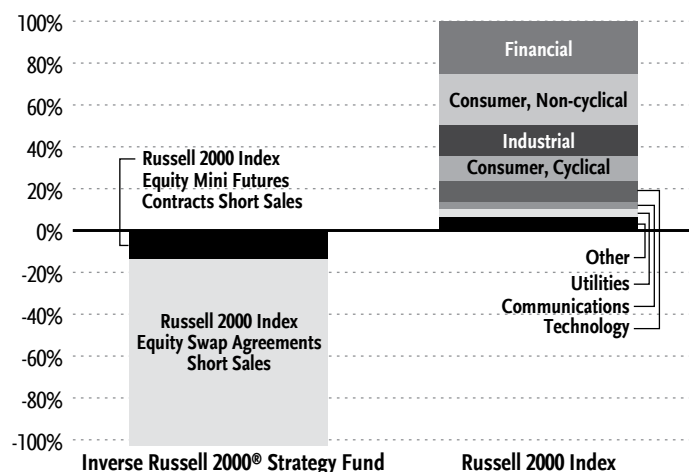 100%
80%
60%
40%
20%
0%
-20%
-40%
-60%
-80%
-100%
Russell 2000 Index
Equity Mini Futures
Contracts Short Sales
Russell 2000 Index
Equity Swap Agreements
Short Sales
Inverse Russell 2000® Strategy Fund
Financial
Consumer, Non-cyclical
Industrial
Consumer, Cyclical
Other
Utilities
Communications
Technology
Russell 2000 Index